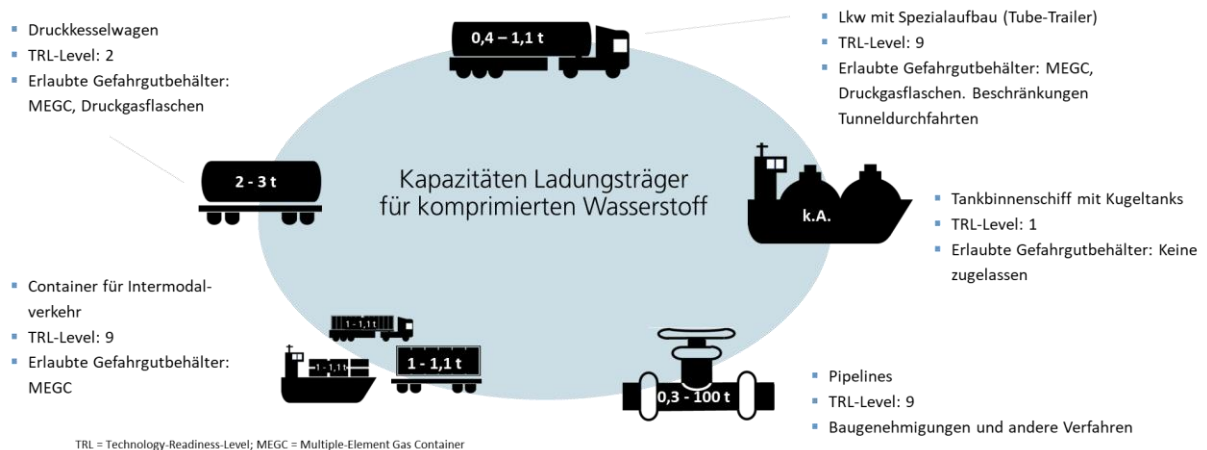 ▪ Druckkesselwagen
▪ TRL-Level: 2
▪ Erlaubte Gefahrgutbehälter:
MEGC, Druckgasflaschen
0,4 – 1,1 t
▪ Lkw mit Spezialaufbau (Tube-Trailer)
▪ TRL-Level: 9
▪ Erlaubte Gefahrgutbehälter: MEGC,
Druckgasflaschen. Beschränkungen
Tunneldurchfahrten
2 - 3 t
Kapazitäten Ladungsträger
für komprimierten Wasserstoff
k.A.
▪ Tankbinnenschiff mit Kugeltanks
▪ TRL-Level: 1
▪ Erlaubte Gefahrgutbehälter: Keine
zugelassen
▪ Container für Intermodal-
verkehr
▪ TRL-Level: 9
▪ Erlaubte Gefahrgutbehälter:
MEGC
1 - 1,1 t
1 - 1,1 t
1 - 1,1 t
0,3 - 100 t
▪ Pipelines
▪ TRL-Level: 9
▪ Baugenehmigungen und andere Verfahren
TRL = Technology-Readiness-Level; MEGC = Multiple-Element Gas Container